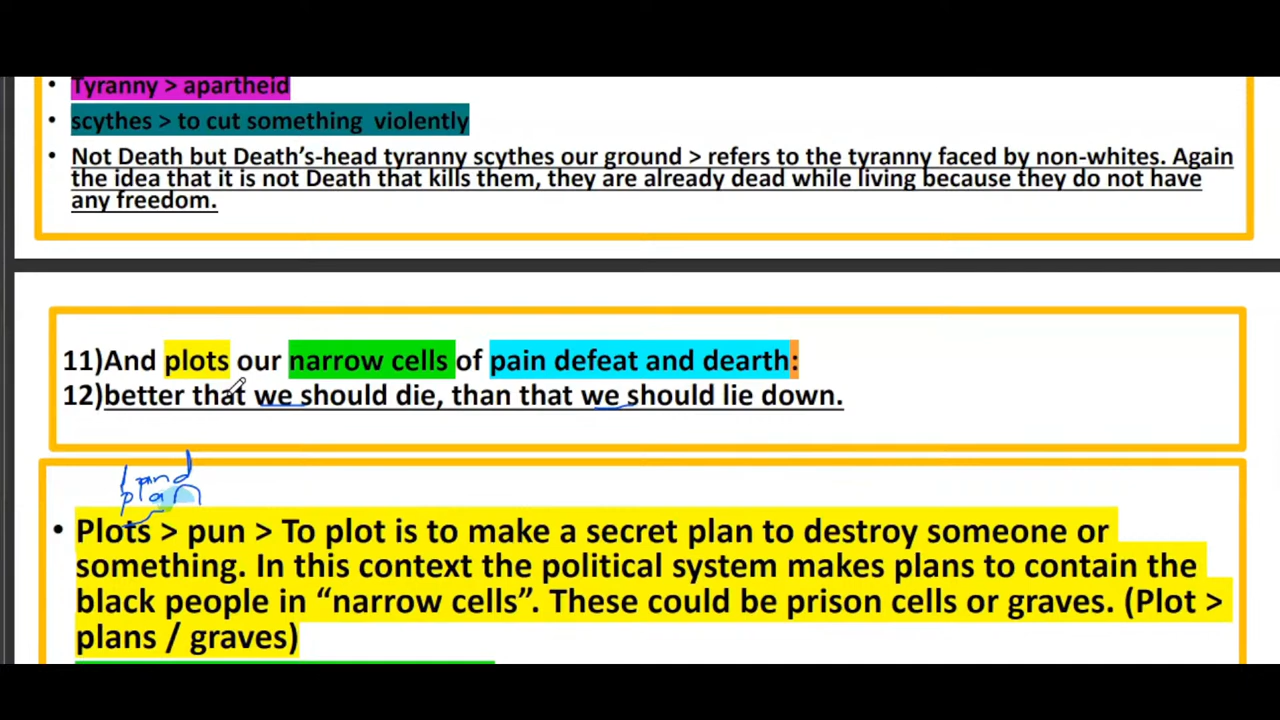 • Tyranny > apartheid
• scythes > to cut something violently
• Not Death but Death's-head tyranny scythes our ground > refers to the tyranny faced by non-whites. Again
the idea that it is not Death that kills them, they are already dead while living because they do not have
any freedom.
11)And plots our narrow cells of pain defeat and dearth:
12)better that we should die, than that we should lie down.
land
plan
• Plots > pun > To plot is to make a secret plan to destroy someone or
something. In this context the political system makes plans to contain the
black people in “narrow cells”. These could be prison cells or graves. (Plot >
plans / graves)